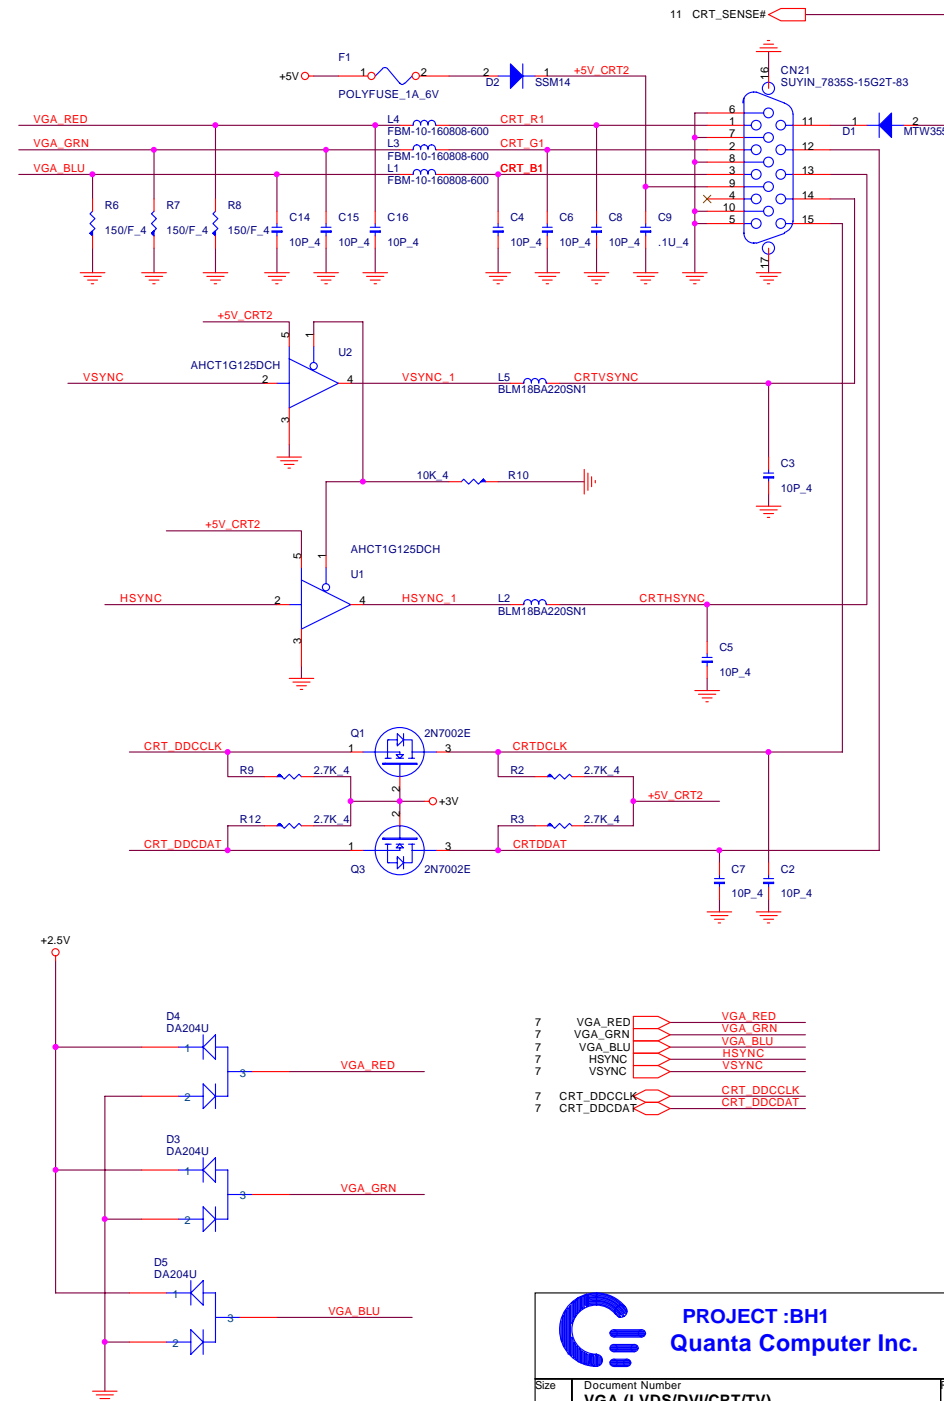 11 CRT_SENSE#
F1
+5V 1 2 2 1 +5V_CRT2
D2 SSM14
POLYFUSE_1A_6V
16 CN21
SUYIN_7835S-15G2T-83
VGA_RED L4 CRT_R1
FBM-10-160808-600
VGA_GRN L3 CRT_G1
FBM-10-160808-600
VGA_BLU L1 CRT_B1
FBM-10-160808-600
6
1 11 1 2
7 D1 MTW355
2 12
8
3 13
9
4 14
10
5 15
17
R6 R7 R8 C14 C15 C16 C4 C6 C8 C9
150/F_4 150/F_4 150/F_4 10P_4 10P_4 10P_4 10P_4 10P_4 10P_4 .1U_4
+5V_CRT2
5 1
AHCT1G125DCH U2
VSYNC 2 4 VSYNC_1 L5 CRTVSYNC
BLM18BA220SN1
3
C3
10P_4
10K_4 R10
+5V_CRT2
5 1 AHCT1G125DCH
U1
HSYNC 2 4 HSYNC_1 L2 CRTHSYNC
BLM18BA220SN1
3
C5
10P_4
Q1 2N7002E
CRT_DDCCLK 1 3 CRTDCLK
R9 2.7K_4 R2 2.7K_4
2
+3V +5V_CRT2
2
R12 2.7K_4 R3 2.7K_4
CRT_DDCDAT 1 3 CRTDDAT
Q3 2N7002E
C7 C2
10P_4 10P_4
+2.5V
D4
DA204U
1
3 VGA_RED
2
D3
DA204U
1
3 VGA_GRN
2
D5
DA204U
1
3 VGA_BLU
2
7 VGA_RED VGA_RED
7 VGA_GRN VGA_GRN
7 VGA_BLU VGA_BLU
7 HSYNC HSYNC
7 VSYNC VSYNC
7 CRT_DDCCLK CRT_DDCCLK
7 CRT_DDCDAT CRT_DDCDAT
PROJECT :BH1
Quanta Computer Inc.
Size Document Number
VGA (LVDS/DVI/CRT/TV)